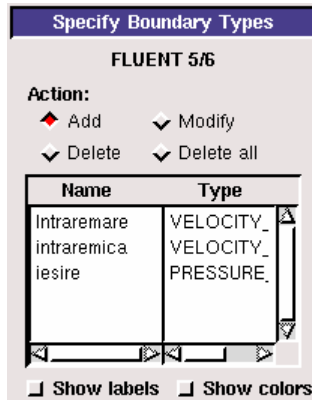 Specify Boundary Types
FLUENT 5/6
Action:
Add Modify
Delete Delete all
Name Type
Intraremare VELOCITY_
intraremica VELOCITY_
iesire PRESSURE_
Show labels Show colors